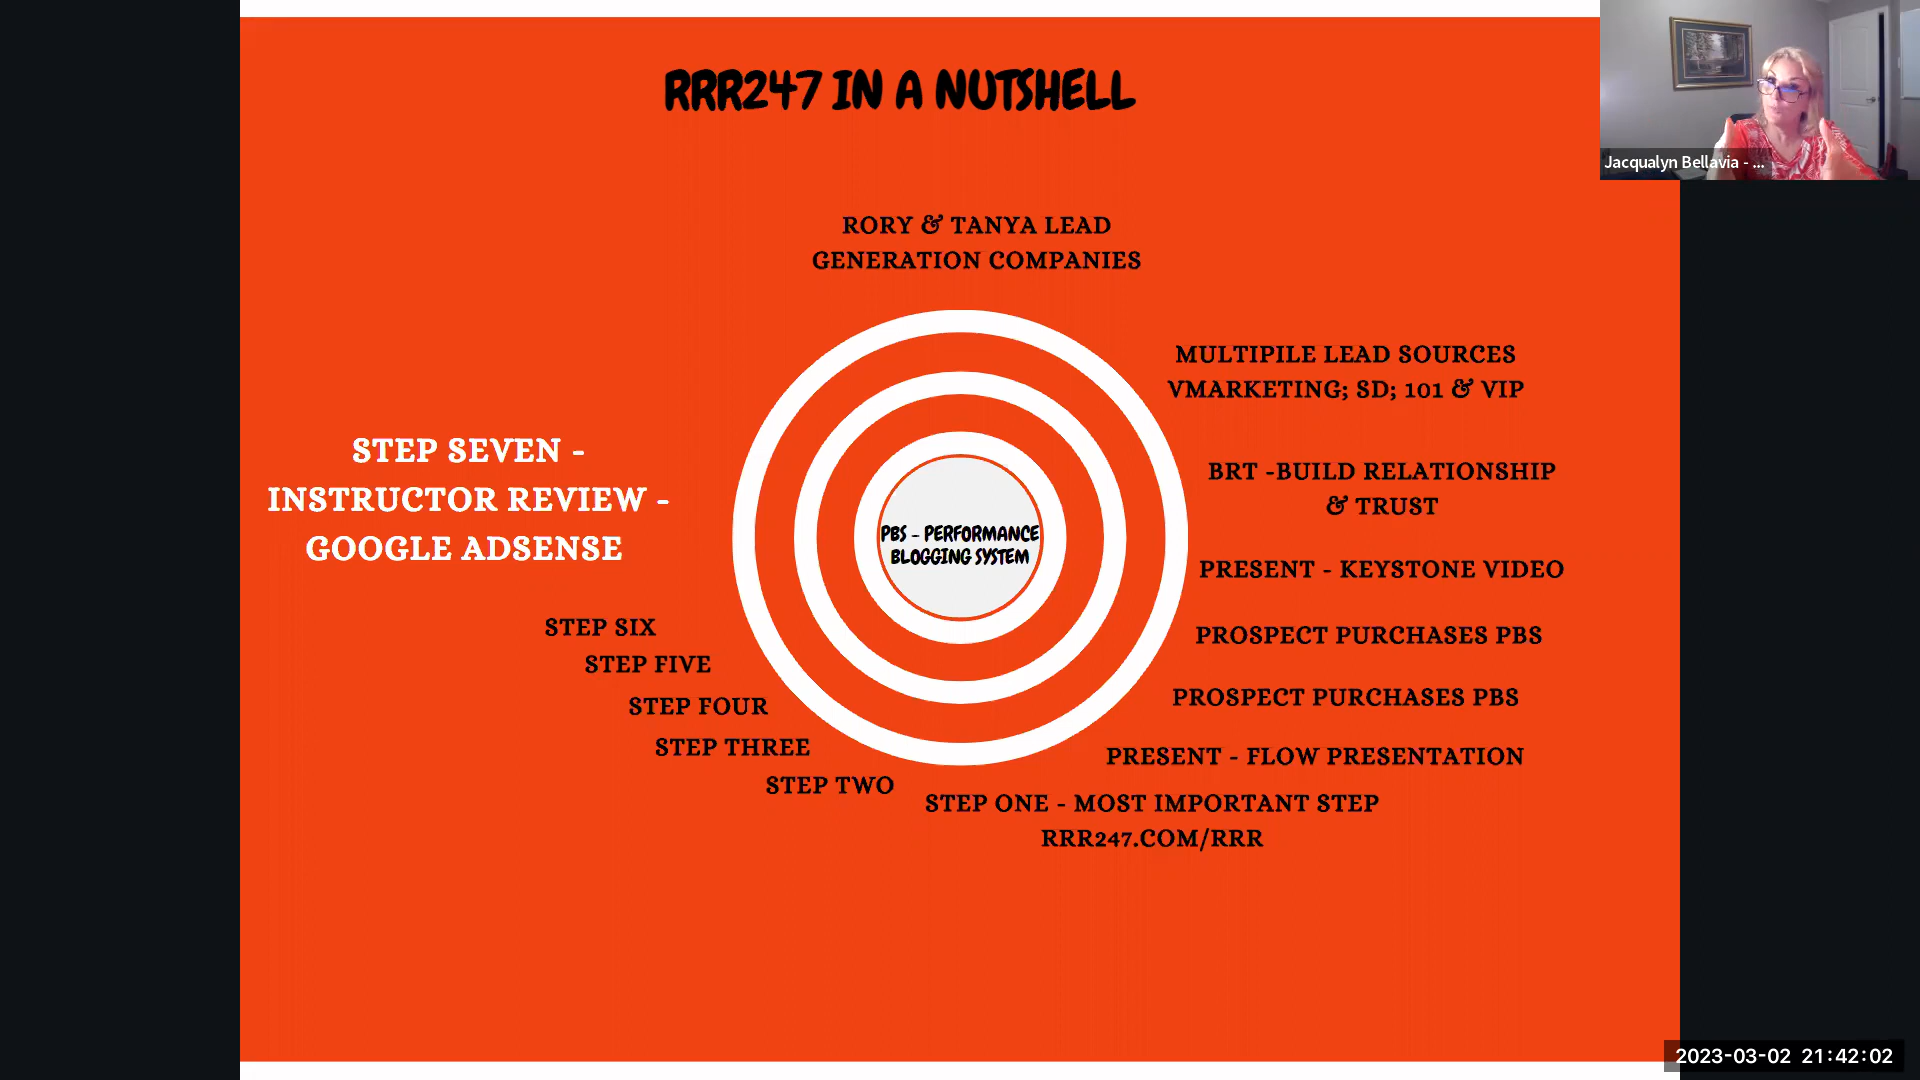 RRR247 IN A NUTSHELL
Jacqualyn Bellavia - ...
RORY & TANYA LEAD
GENERATION COMPANIES
MULTIPILE LEAD SOURCES
VMARKETING; SD; 101 & VIP
BRT -BUILD RELATIONSHIP
& TRUST
PRESENT - KEYSTONE VIDEO
PROSPECT PURCHASES PBS
PROSPECT PURCHASES PBS
PRESENT - FLOW PRESENTATION
STEP ONE - MOST IMPORTANT STEP
RRR247.COM/RRR
STEP TWO
STEP THREE
STEP FOUR
STEP FIVE
STEP SIX
STEP SEVEN -
INSTRUCTOR REVIEW -
GOOGLE ADSENSE
PBS - PERFORMANCE
BLOGGING SYSTEM
2023-03-02 21:42:02